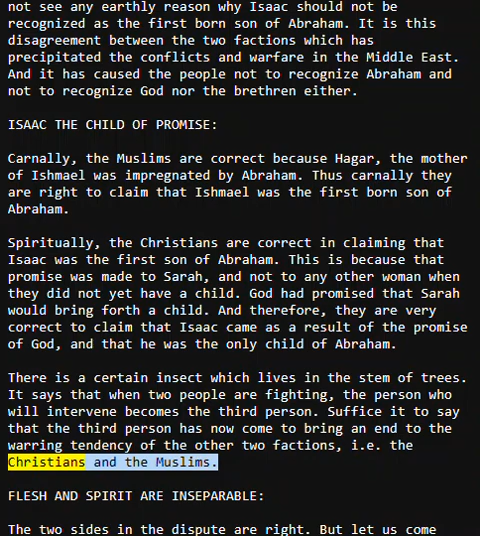 not see any earthly reason why Isaac should not be
recognized as the first born son of Abraham. It is this
disagreement between the two factions which has
precipitated the conflicts and warfare in the Middle East.
And it has caused the people not to recognize Abraham and
not to recognize God nor the brethren either.
ISAAC THE CHILD OF PROMISE:
Carnally, the Muslims are correct because Hagar, the mother
of Ishmael was impregnated by Abraham. Thus carnally they
are right to claim that Ishmael was the first born son of
Abraham.
Spiritually, the Christians are correct in claiming that
Isaac was the first son of Abraham. This is because that
promise was made to Sarah, and not to any other woman when
they did not yet have a child. God had promised that Sarah
would bring forth a child. And therefore, they are very
correct to claim that Isaac came as a result of the promise
of God, and that he was the only child of Abraham.
There is a certain insect which lives in the stem of trees.
It says that when two people are fighting, the person who
will intervene becomes the third person. Suffice it to say
that the third person has now come to bring an end to the
warring tendency of the other two factions, i.e. the
Christians and the Muslims.
FLESH AND SPIRIT ARE INSEPARABLE:
The two sides in the dispute are right. But let us come